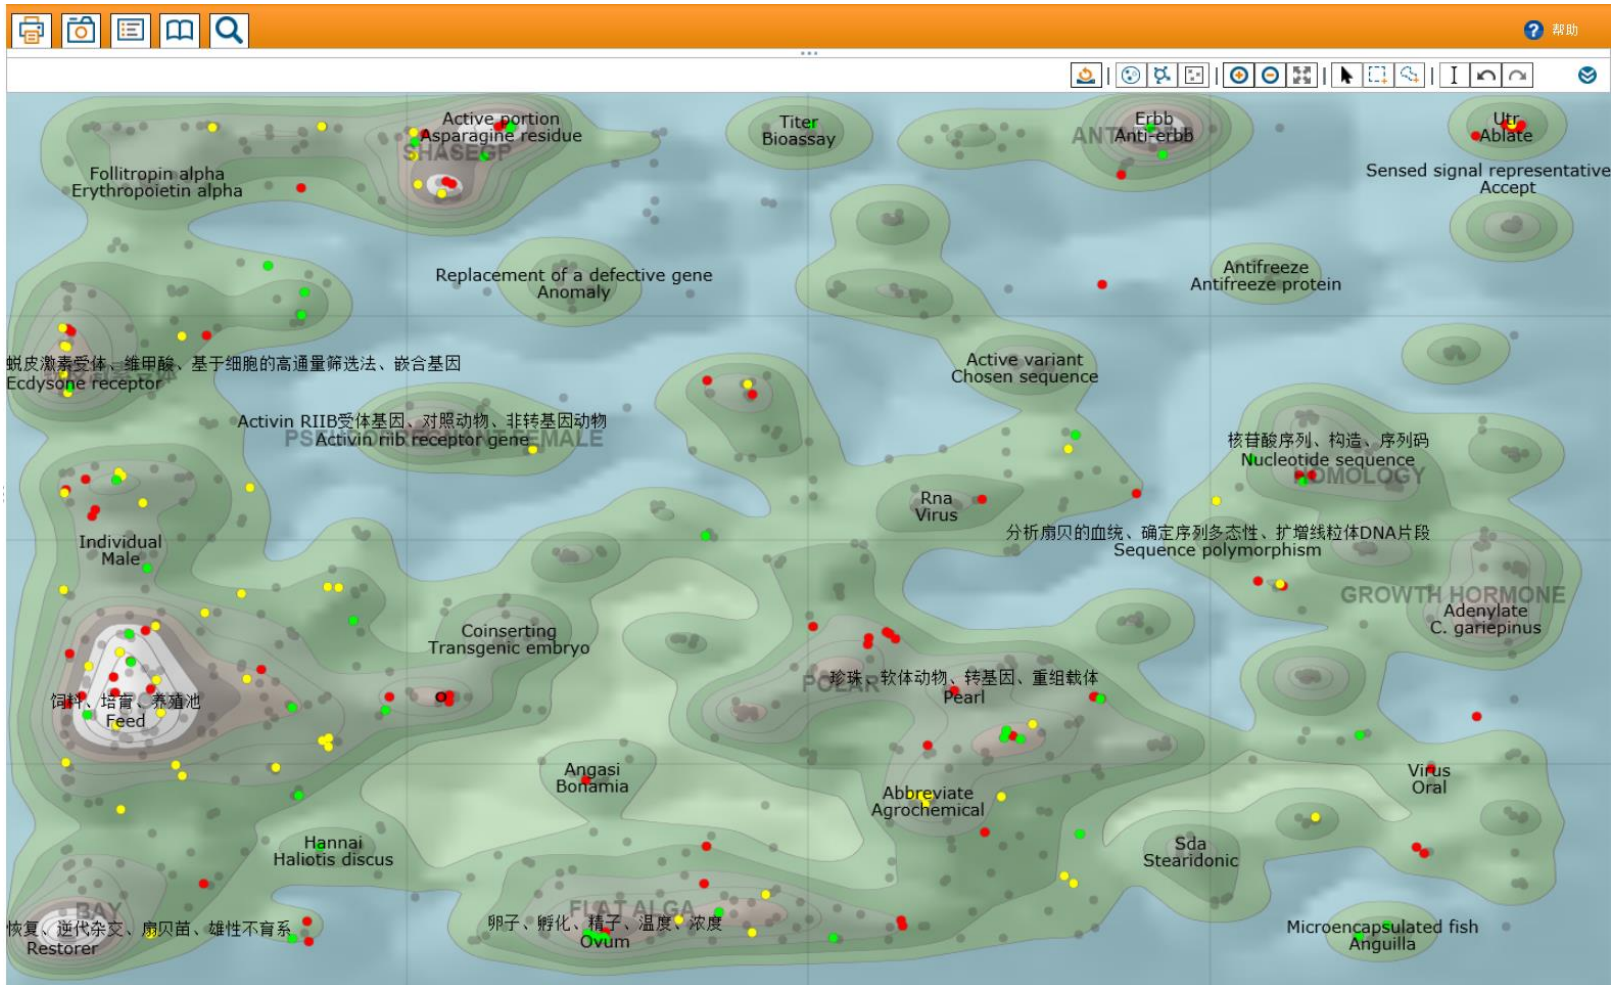 帮助
Active portion
Asparagine residue
SHASEGP
Titer
Bioassay
Erbb
Anti-erbb
Utr
Ablate
Follitropin alpha
Erythropoietin alpha
Sensed signal representative
Accept
Replacement of a defective gene
Anomaly
Antifreeze
Antifreeze protein
蜕皮激素受体、维甲酸、基于细胞的高通量筛选法、嵌合基因
Ecdysone receptor
Active variant
Chosen sequence
Activin RIIB受体基因、对照动物、非转基因动物
PSEUDOPREGNANT FEMALE
Activin riib receptor gene
核苷酸序列、构造、序列码
Nucleotide sequence
HOMOLOGY
Rna
Virus
分析扇贝的血统、确定序列多态性、扩增线粒体DNA片段
Sequence polymorphism
Individual
Male
GROWTH HORMONE
Adenylate
C. gariepinus
Coinserting
Transgenic embryo
珍珠、软体动物、转基因、重组载体
POLAR
Pearl
饲料、培育、养殖池
Feed
Angasi
Bonamia
Virus
Oral
Abbreviate
Agrochemical
Hannai
Haliotis discus
Sda
Stearidonic
BAY
恢复、逆代杂交、扇贝苗、雄性不育系
Restorer
FLAT ALGA
卵子、孵化、精子、温度、浓度
Ovum
Microencapsulated fish
Anguilla